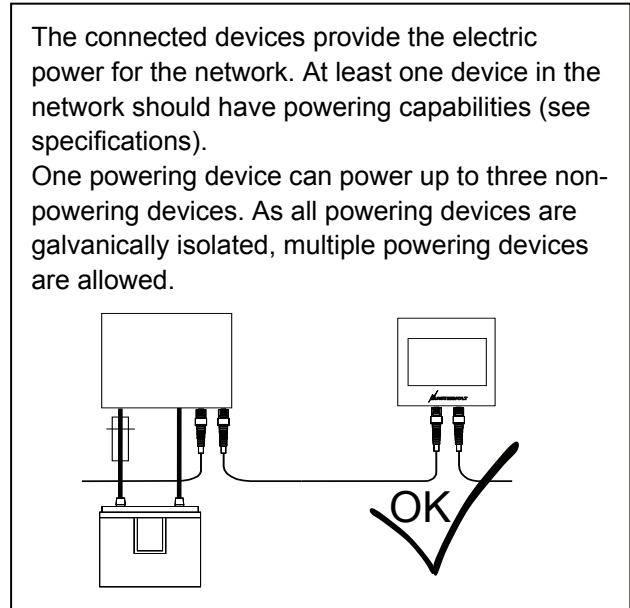 The connected devices provide the electric
power for the network. At least one device in the
network should have powering capabilities (see
specifications).
One powering device can power up to three non-
powering devices. As all powering devices are
galvanically isolated, multiple powering devices
are allowed.
MASTERVOLT
OK